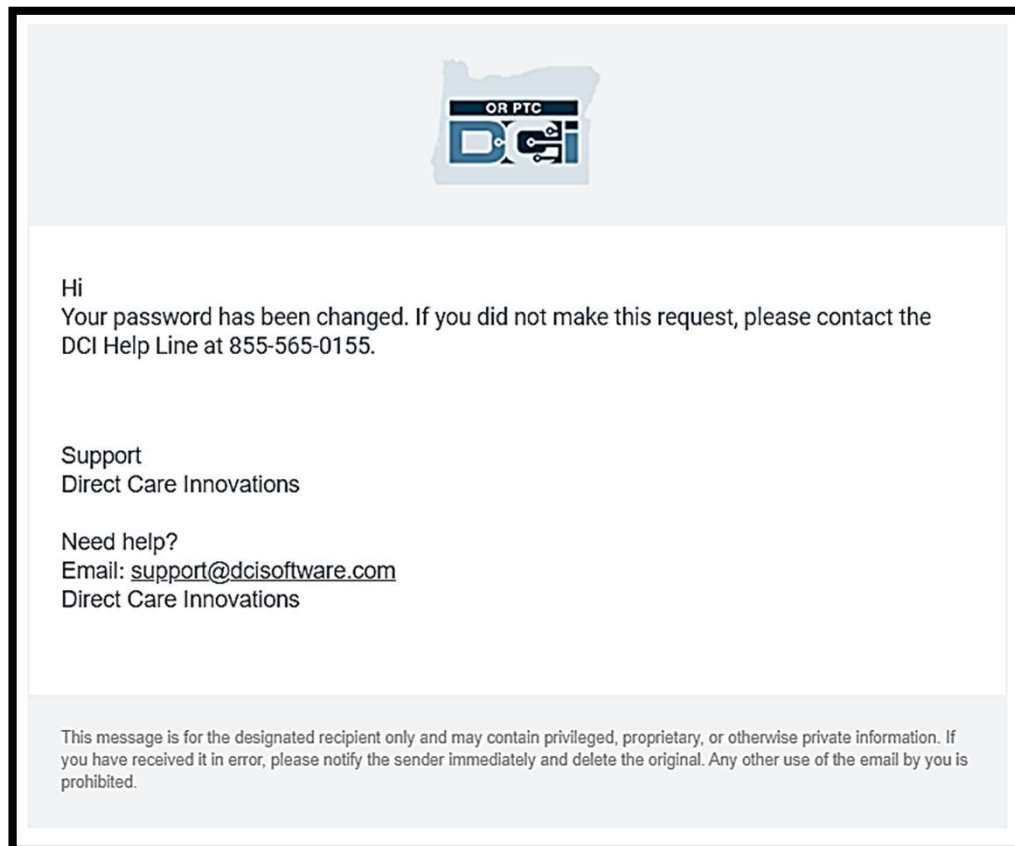 OR PTC
DCi
Hi
Your password has been changed. If you did not make this request, please contact the
DCI Help Line at 855-565-0155.
Support
Direct Care Innovations
Need help?
Email: support@dcisoftware.com
Direct Care Innovations
This message is for the designated recipient only and may contain privileged, proprietary, or otherwise private information. If
you have received it in error, please notify the sender immediately and delete the original. Any other use of the email by you is
prohibited.